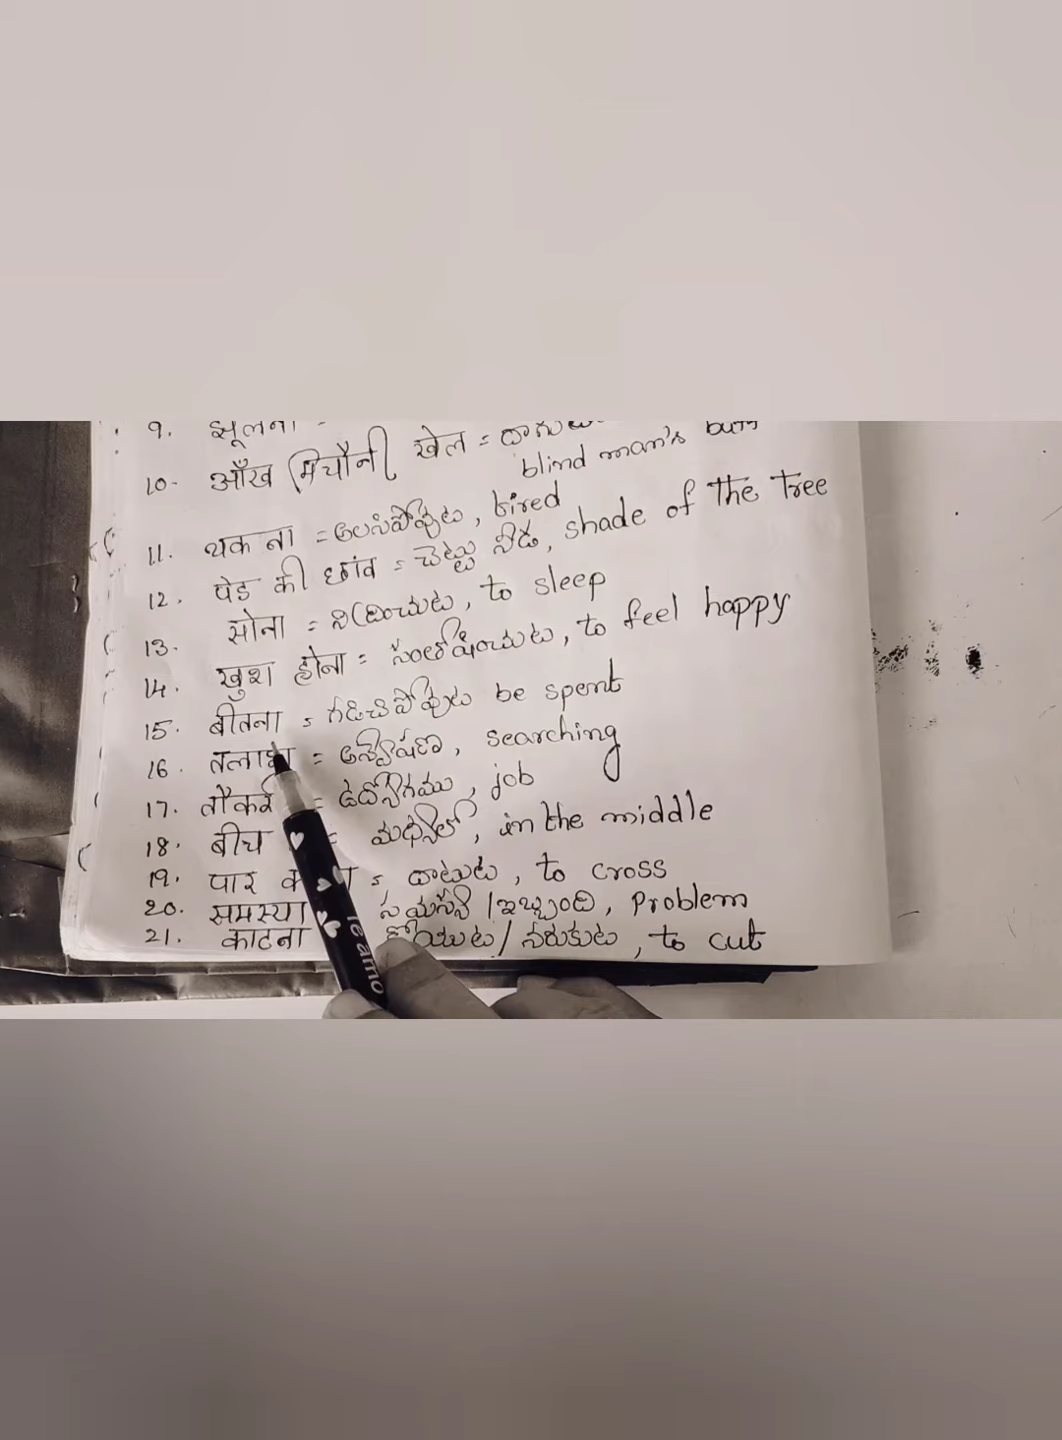 9. झूलना =
10. आँख मिचौनी खेल =
blind man's
11. थकना = అలసిపోవుట, tired
12. पेड की छांव = చెట్టు నీడ, shade of the tree
13. सोना = నిద్రించుట, to sleep
14. खुश होना = సంతోషించుట, to feel happy
15. बीतना = గడిచిపోవుట be spent
16. तलाश = అన్వేషణ, searching
17. नौकरी = ఉద్యోగము, job
18. बीच = మధ్యలో, in the middle
19. पार = దాటుట, to cross
20. समस्या సమస్య/ఇబ్బంది, Problem
21. काटना కోయుట/నరుకుట, to cut
Te amo